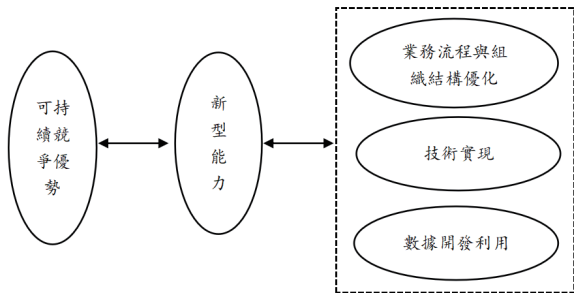 可持
續競
爭優
勢
新
型
能
力
業務流程與組
織結構優化
技術實現
數據開發利用